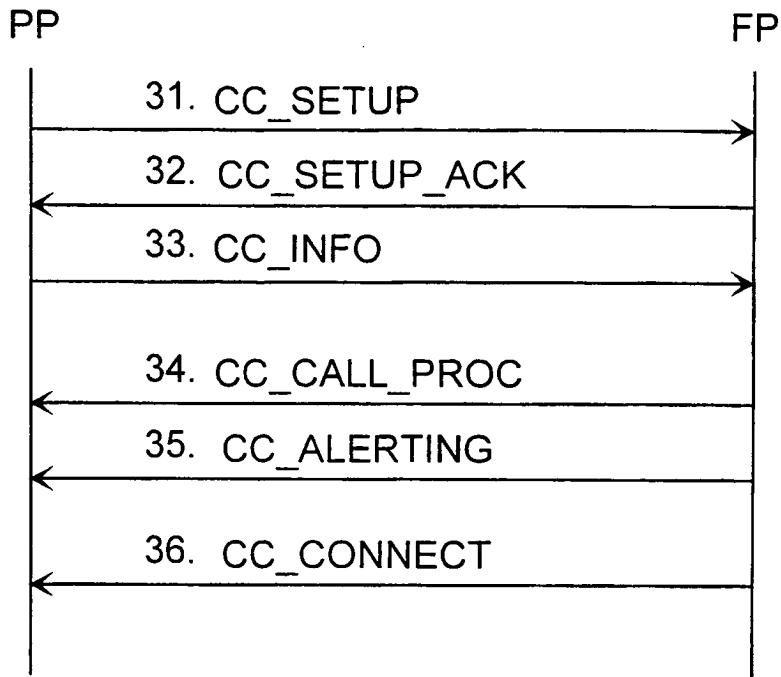 PP FP
31. CC_SETUP
32. CC_SETUP_ACK
33. CC_INFO
34. CC_CALL_PROC
35. CC_ALERTING
36. CC_CONNECT